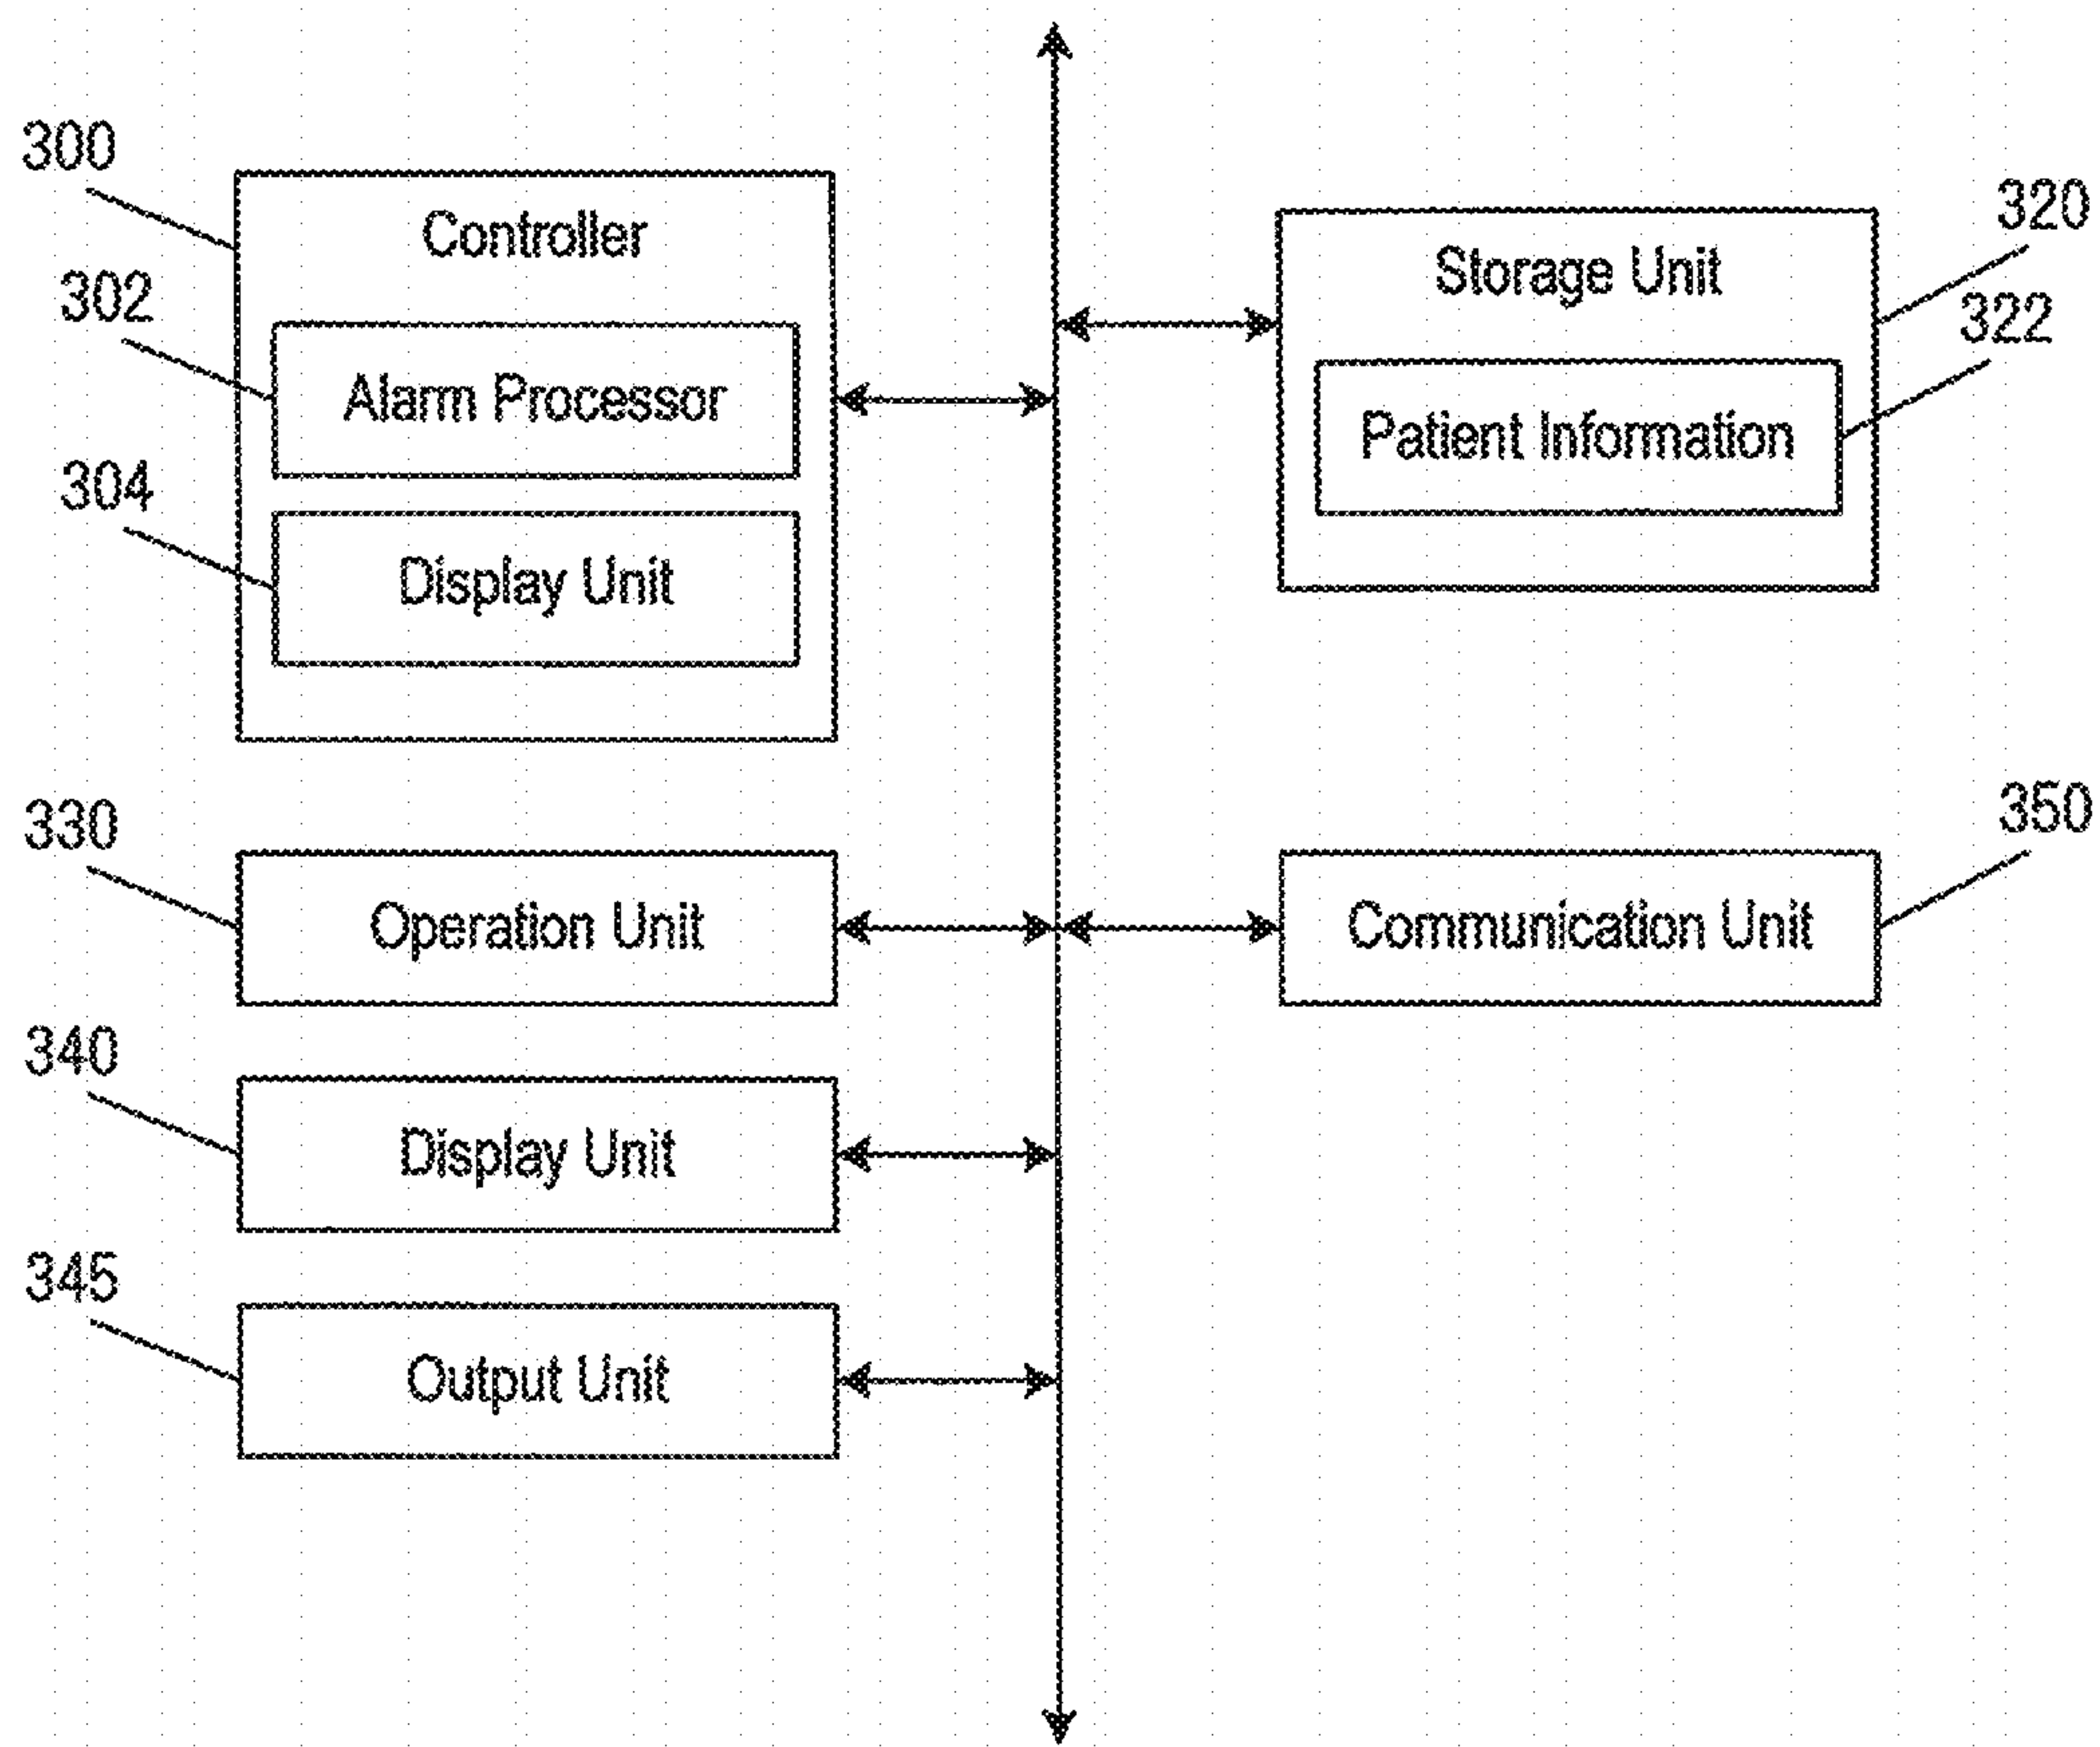 300
Controller
302
Alarm Processor
304
Display Unit
320
Storage Unit
322
Patient Information
330
Operation Unit
350
Communication Unit
340
Display Unit
345
Output Unit